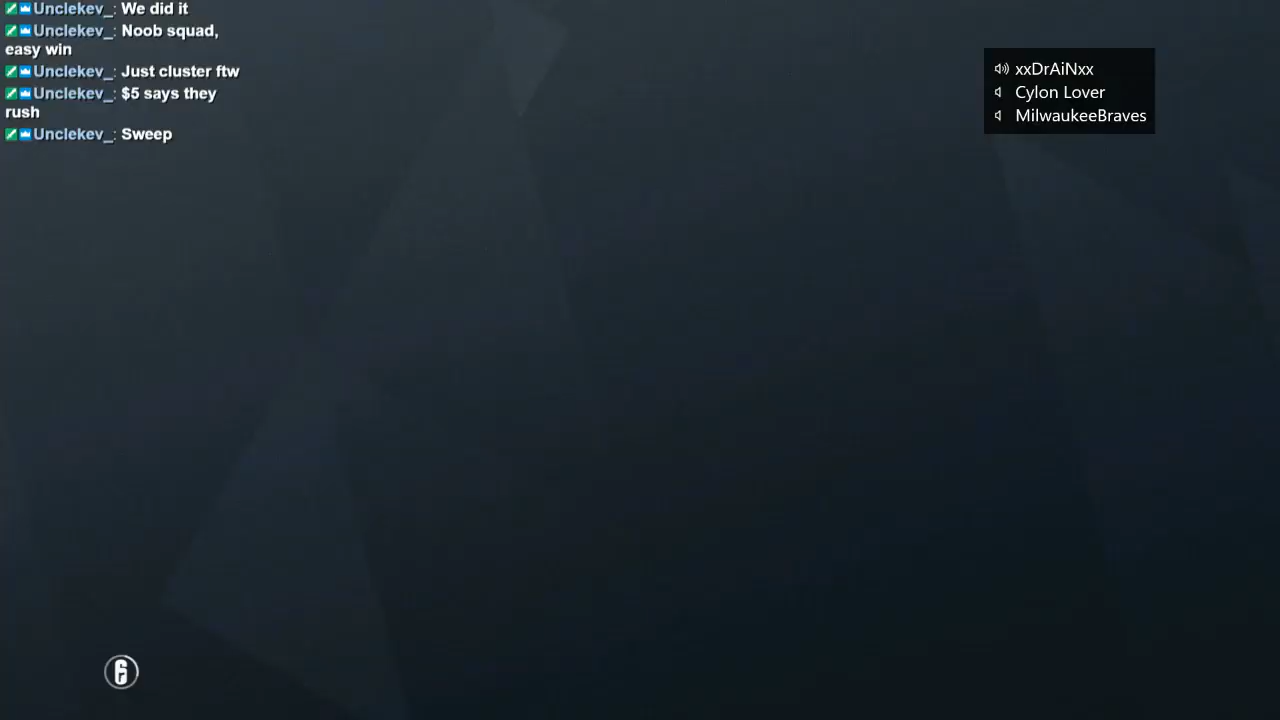 Unclekev_: We did it
Unclekev_: Noob squad,
easy win
Unclekev_: Just cluster ftw
Unclekev_: $5 says they
rush
Unclekev_: Sweep
xxDrAiNxx
Cylon Lover
MilwaukeeBraves
6